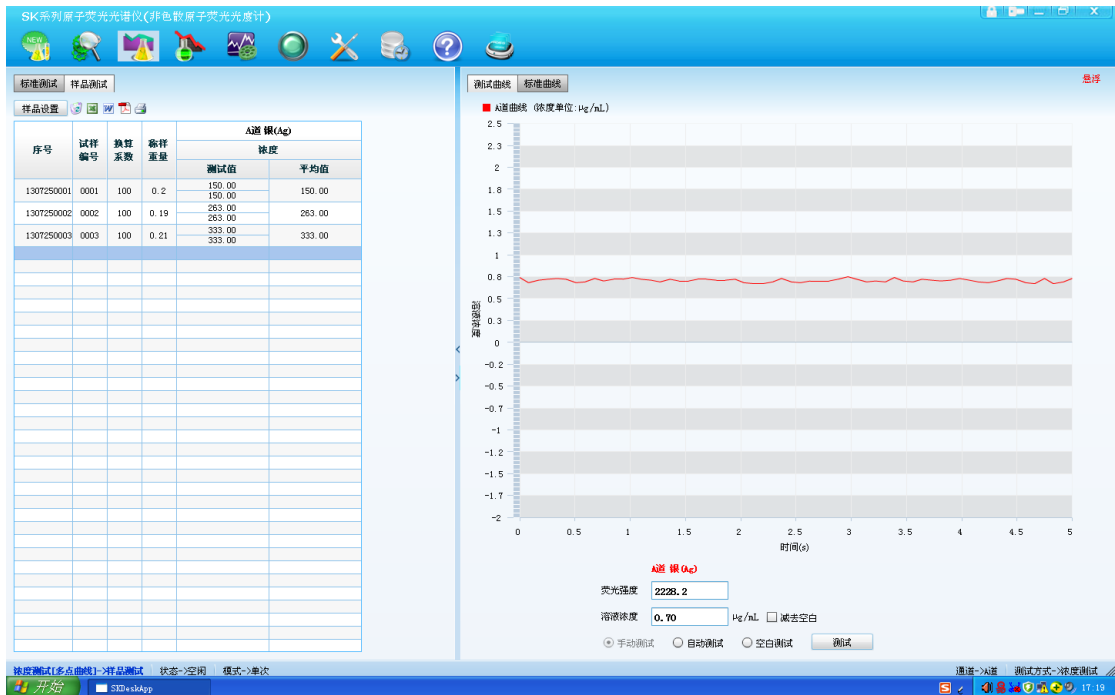 SK系列原子荧光光谱仪(非色散原子荧光光度计)
NEW
标准测试 样品测试
样品设置
序号 试样编号 换算系数 称样重量 A道 银(Ag)
浓度
测试值 平均值
1307250001 0001 100 0.2 150.00 150.00 150.00
1307250002 0002 100 0.19 263.00 263.00 263.00
1307250003 0003 100 0.21 333.00 333.00 333.00
测试曲线 标准曲线
悬浮
A道曲线 (浓度单位:μg/mL)
2.5
2.3
2
1.8
1.5
1.3
1
0.8
0.5
0.3
0
-0.2
-0.5
-0.7
-1
-1.2
-1.5
-1.7
-2
0 0.5 1 1.5 2 2.5 3 3.5 4 4.5 5
时间(s)
A道 银(Ag)
荧光强度 2228.2
溶液浓度 0.70 μg/mL 减去空白
手动测试 自动测试 空白测试 测试
浓度测试[多点曲线]->样品测试 状态->空闲 模式->单次 通道->A道 测试方式->浓度测试
开始 SKDeskApp 17:19